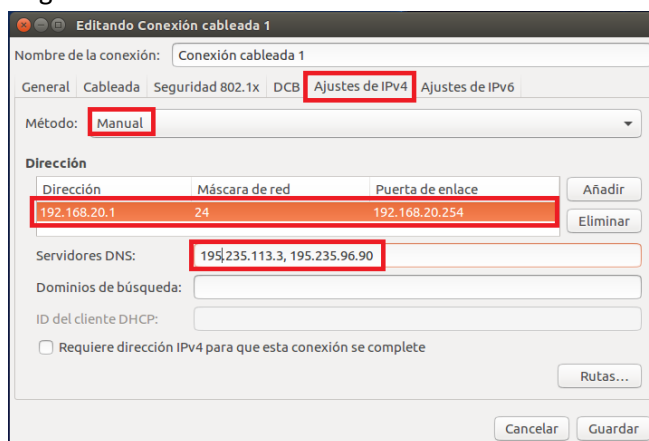 Editando Conexión cableada 1
Nombre de la conexión: Conexión cableada 1
General Cableada Seguridad 802.1x DCB Ajustes de IPv4 Ajustes de IPv6
Método: Manual
Dirección
Dirección Máscara de red Puerta de enlace Añadir
192.168.20.1 24 192.168.20.254
Eliminar
Servidores DNS: 195.235.113.3, 195.235.96.90
Dominios de búsqueda:
ID del cliente DHCP:
Requiere dirección IPv4 para que esta conexión se complete
Rutas...
Cancelar Guardar